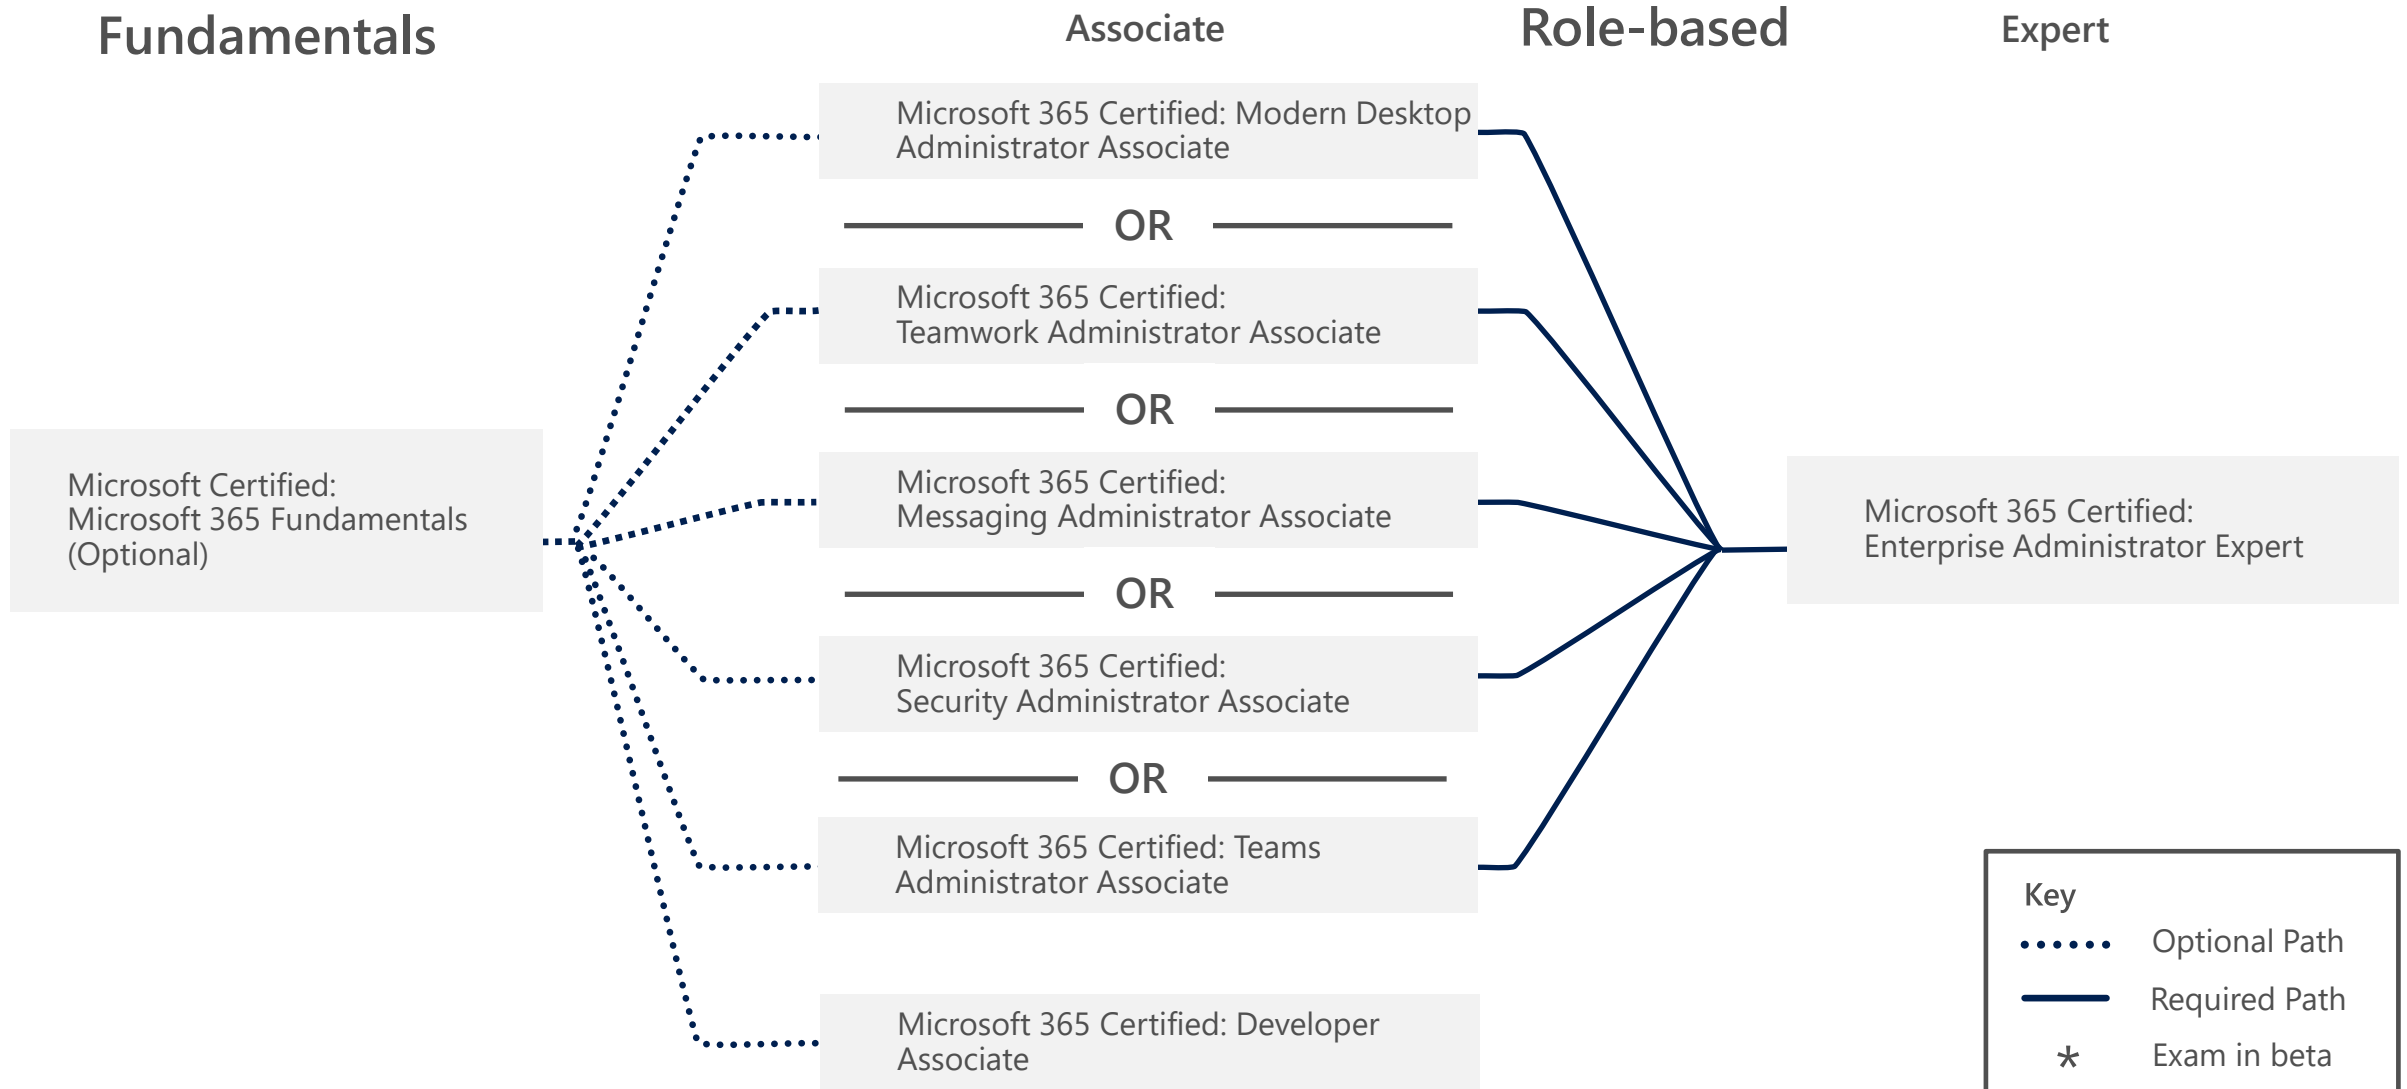 Fundamentals
Associate
Role-based
Expert
Microsoft 365 Certified: Modern Desktop
Administrator Associate
OR
Microsoft 365 Certified:
Teamwork Administrator Associate
OR
Microsoft Certified:
Microsoft 365 Fundamentals
(Optional)
Microsoft 365 Certified:
Messaging Administrator Associate
Microsoft 365 Certified:
Enterprise Administrator Expert
OR
Microsoft 365 Certified:
Security Administrator Associate
OR
Microsoft 365 Certified: Teams
Administrator Associate
Microsoft 365 Certified: Developer
Associate
Key
Optional Path
Required Path
* Exam in beta